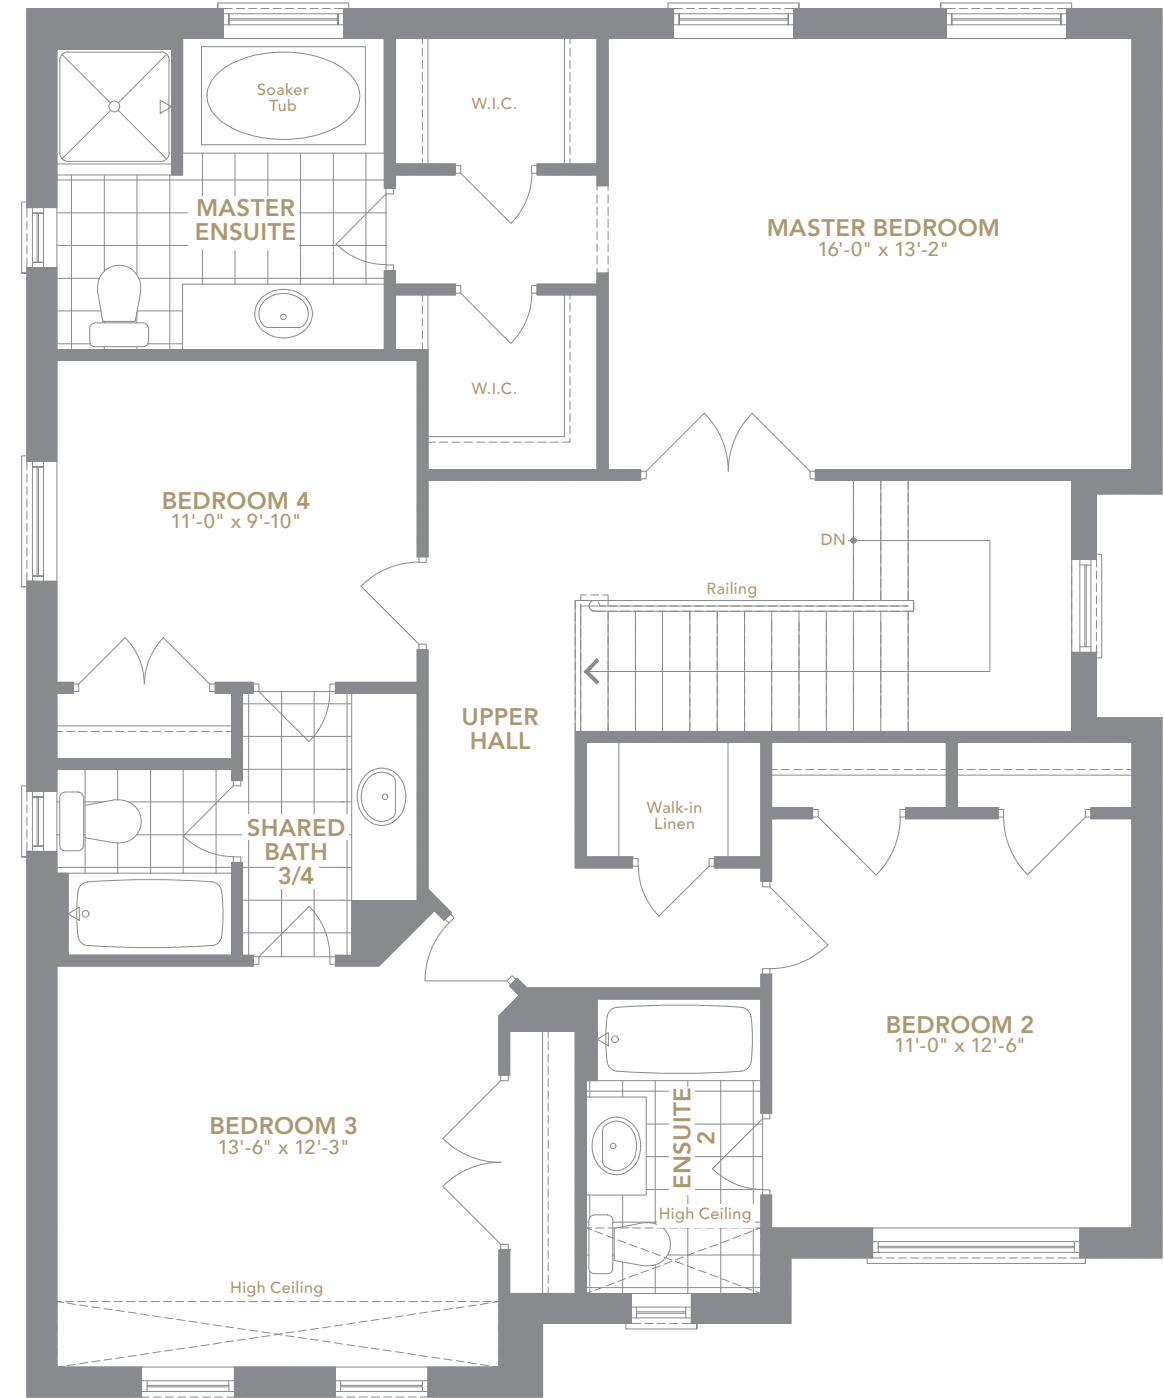 Soaker
Tub
W.I.C.
MASTER
ENSUITE
MASTER BEDROOM
16'-0" x 13'-2"
W.I.C.
BEDROOM 4
11'-0" x 9'-10"
DN
Railing
UPPER
HALL
Walk-in
Linen
SHARED
BATH
3/4
BEDROOM 2
11'-0" x 12'-6"
BEDROOM 3
13'-6" x 12'-3"
ENSUITE
2
High Ceiling
High Ceiling